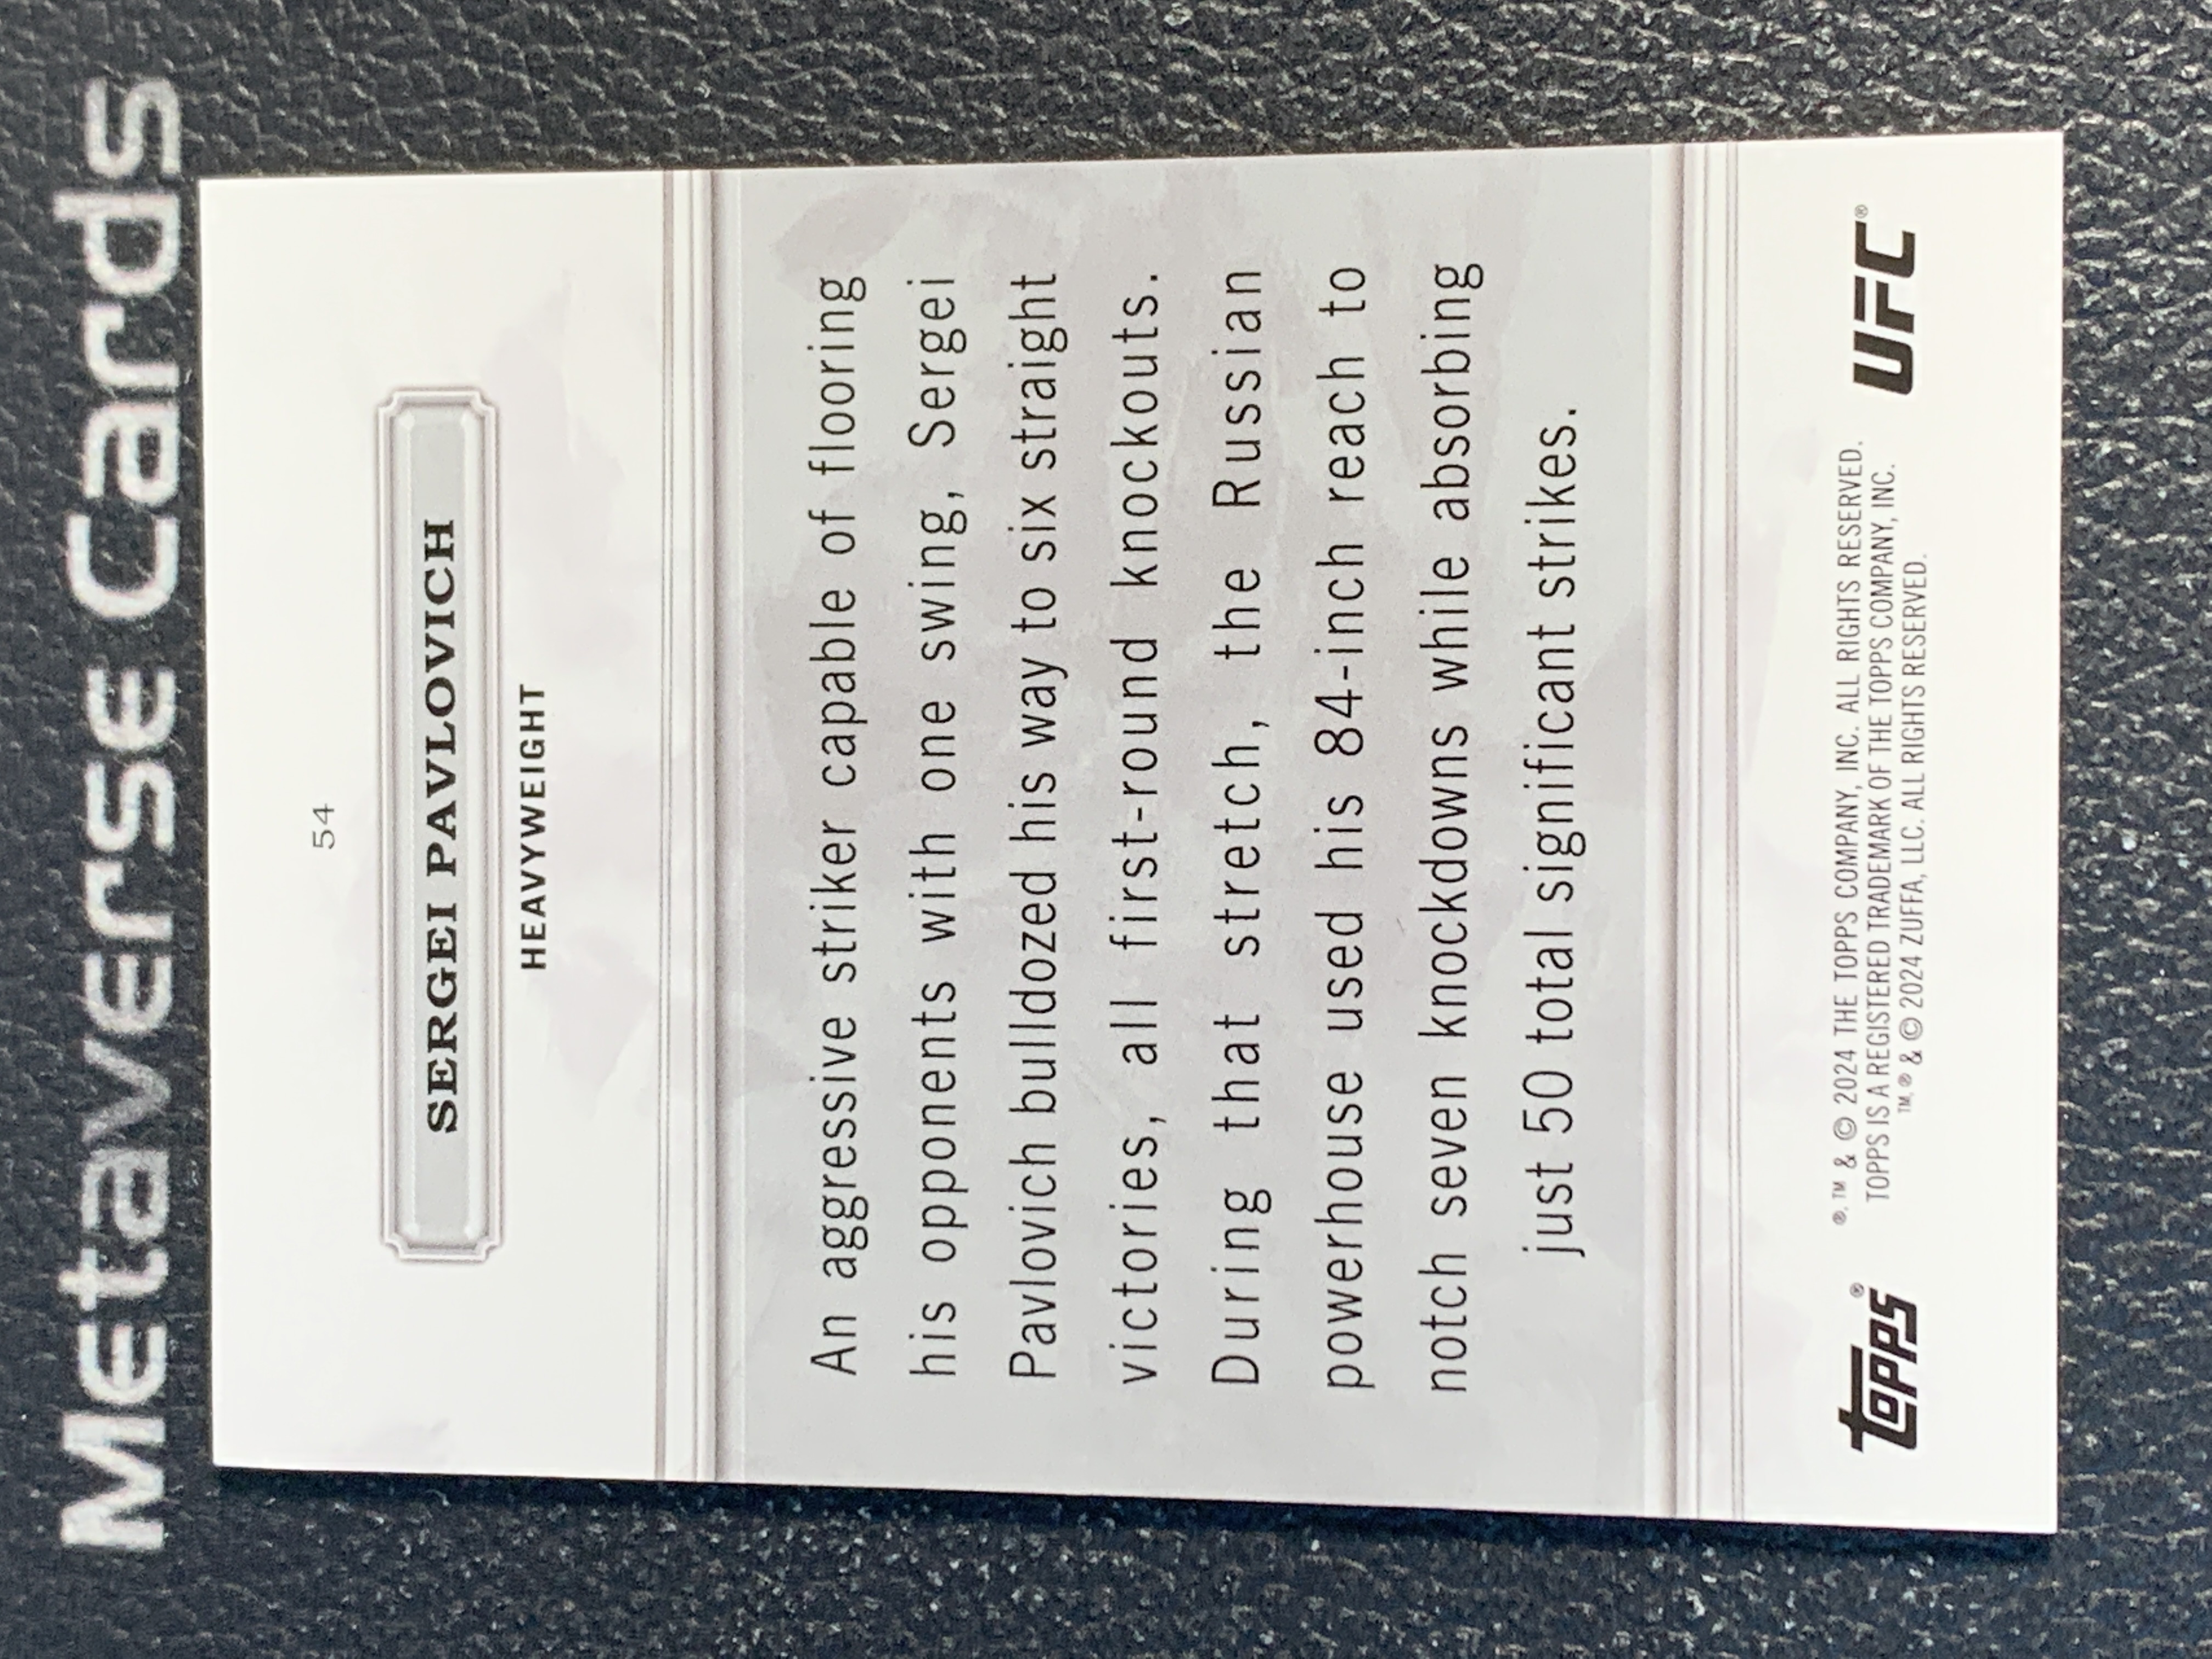 Metaverse Cards
54
SERGEI PAVLOVICH
HEAVYWEIGHT
An aggressive striker capable of flooring
his opponents with one swing, Sergei
Pavlovich bulldozed his way to six straight
victories, all first-round knockouts.
During that stretch, the Russian
powerhouse used his 84-inch reach to
notch seven knockdowns while absorbing
just 50 total significant strikes.
topps®
®, ™ & © 2024 THE TOPPS COMPANY, INC. ALL RIGHTS RESERVED.
TOPPS IS A REGISTERED TRADEMARK OF THE TOPPS COMPANY, INC.
™, ® & © 2024 ZUFFA, LLC. ALL RIGHTS RESERVED.
UFC®